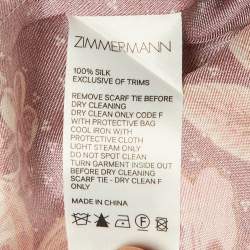 ZIMMERMANN
100% SILK
EXCLUSIVE OF TRIMS
REMOVE SCARF TIE BEFORE
DRY CLEANING
DRY CLEAN ONLY CODE F
WITH PROTECTIVE BAG
COOL IRON WITH
PROTECTIVE CLOTH
LIGHT STEAM ONLY
DO NOT SPOT CLEAN
TURN GARMENT INSIDE OUT
BEFORE DRY CLEANING
SCARF TIE - DRY CLEAN F
ONLY
MADE IN CHINA
F